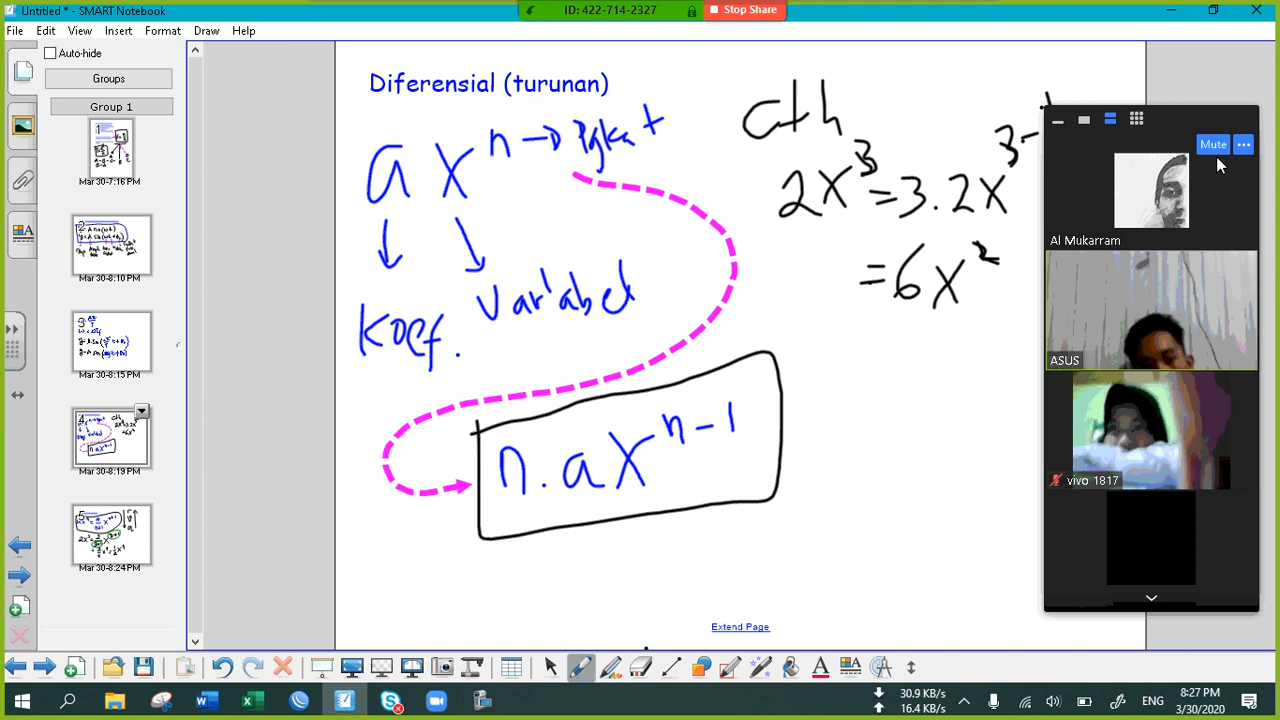 Untitled * - SMART Notebook
ID: 422-714-2327
Stop Share
File Edit View Insert Format Draw Help
Auto-hide
Groups
Group 1
Mar 30-7:16 PM
Mar 30-8:10 PM
Mar 30-8:15 PM
Mar 30-8:19 PM
Mar 30-8:24 PM
Diferensial (turunan)
a xⁿ → Pgkat
Koef. Variabel
n. a xⁿ⁻¹
Cth
2x³ = 3.2x³⁻
= 6x²
Mute
Al Mukarram
ASUS
vivo 1817
Extend Page
30.9 KB/s
16.4 KB/s
ENG
8:27 PM
3/30/2020